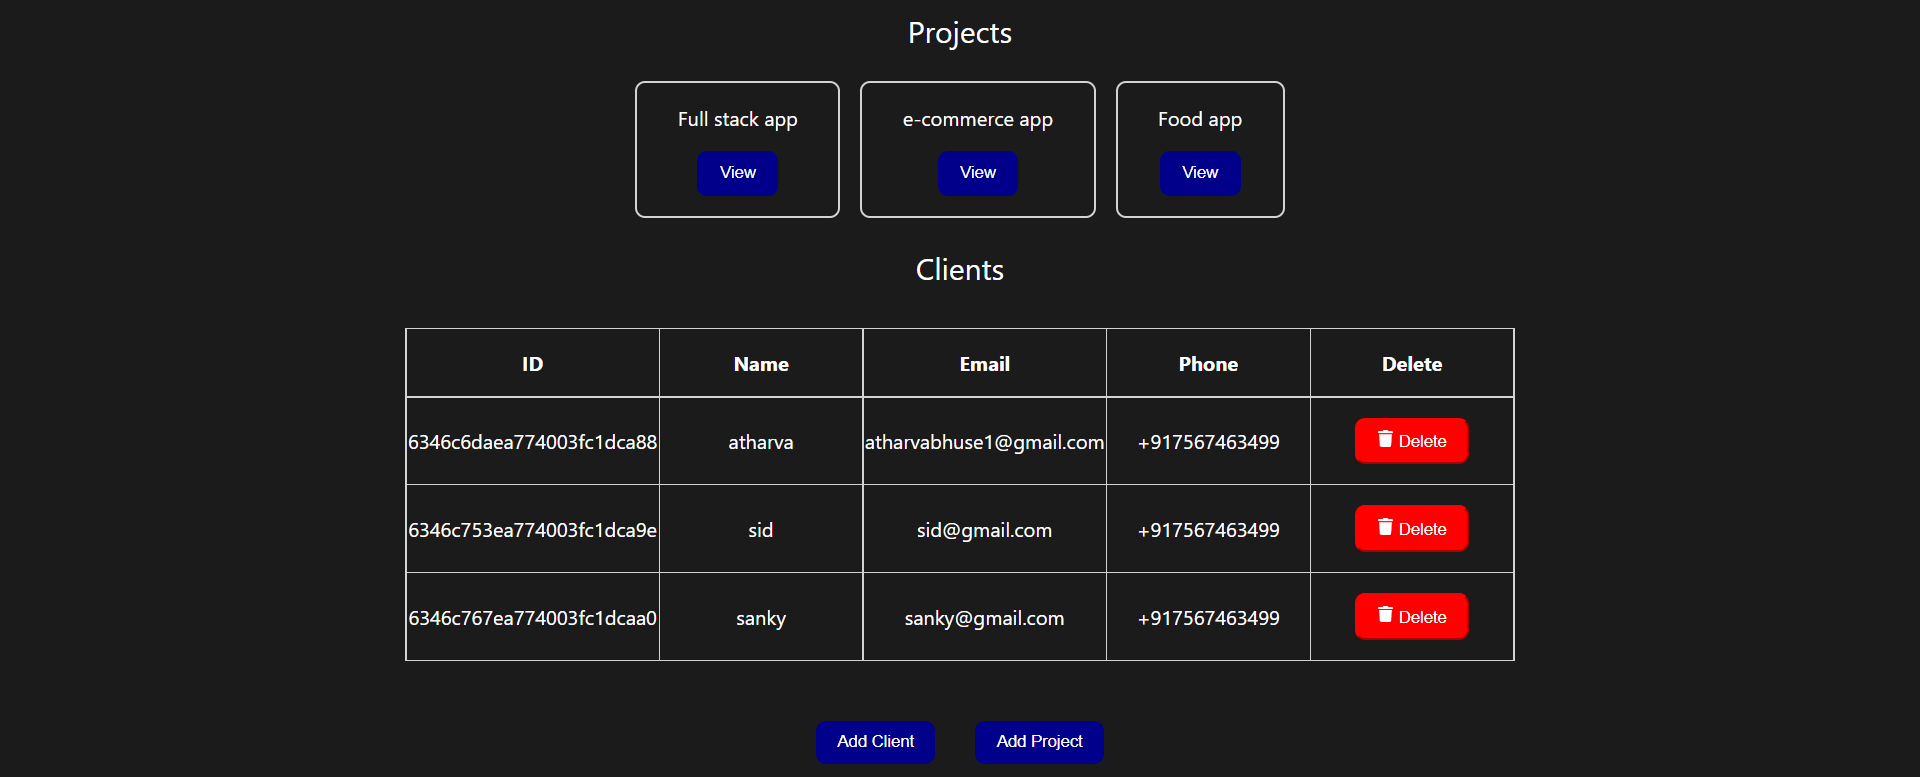 Projects
Full stack app e-commerce app Food app
View View View
Clients
ID Name Email Phone Delete
6346c6daea774003fc1dca88 atharva atharvabhuse1@gmail.com +917567463499 Delete
6346c753ea774003fc1dca9e sid sid@gmail.com +917567463499 Delete
6346c767ea774003fc1dcaa0 sanky sanky@gmail.com +917567463499 Delete
Add Client Add Project